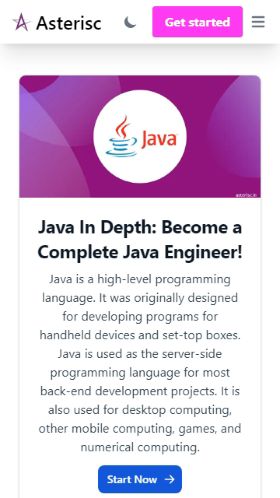 Asterisc
Get started
Java
asterisc.in
Java In Depth: Become a
Complete Java Engineer!
Java is a high-level programming
language. It was originally designed
for developing programs for
handheld devices and set-top boxes.
Java is used as the server-side
programming language for most
back-end development projects. It is
also used for desktop computing,
other mobile computing, games, and
numerical computing.
Start Now